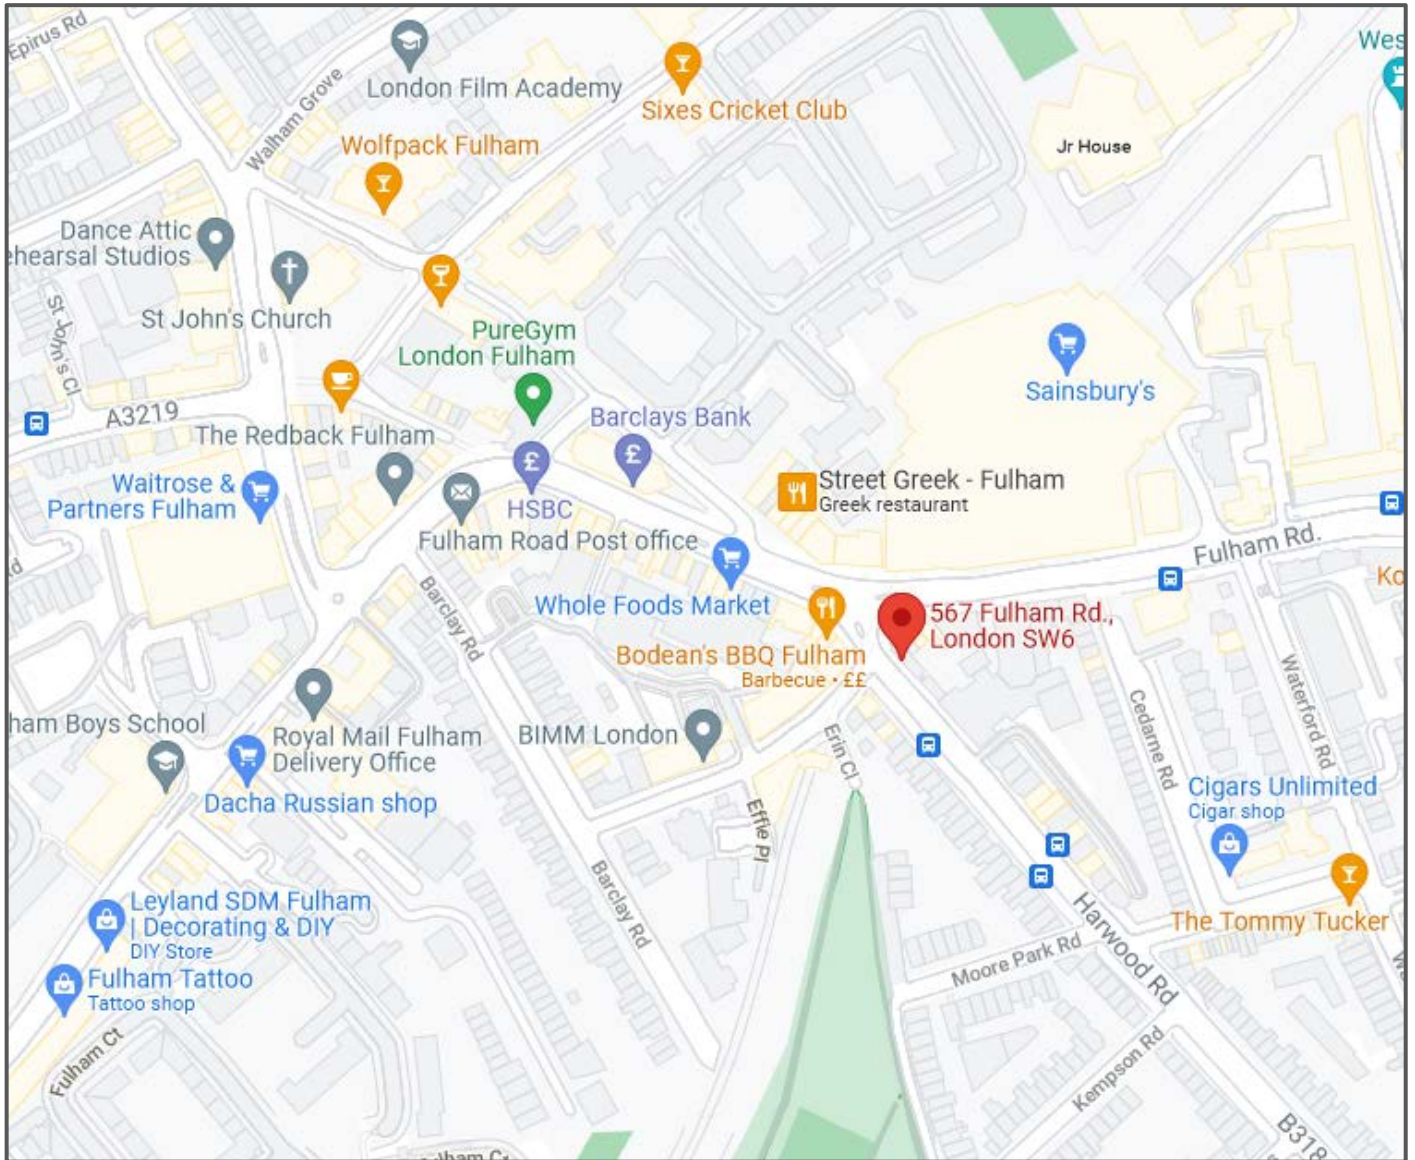 Epirus Rd
Walham Grove
London Film Academy
Sixes Cricket Club
Wes
Jr House
Wolfpack Fulham
Dance Attic
ehearsal Studios
St John's Cl
St John's Church
PureGym
London Fulham
Sainsbury's
A3219
The Redback Fulham
Barclays Bank
Waitrose &
Partners Fulham
HSBC
Street Greek - Fulham
Greek restaurant
Fulham Road Post office
Fulham Rd.
rd
Barclay Rd
Whole Foods Market
Ko
567 Fulham Rd.,
London SW6
Bodean's BBQ Fulham
Barbecue • ££
Waterford Rd
Cedarne Rd
ham Boys School
Royal Mail Fulham
Delivery Office
BIMM London
Erin Cl
Dacha Russian shop
Effie Pl
Cigars Unlimited
Cigar shop
Barclay Rd
Leyland SDM Fulham
| Decorating & DIY
DIY Store
Harwood Rd
The Tommy Tucker
Moore Park Rd
Wa
Fulham Tattoo
Tattoo shop
Fulham Ct
Kempson Rd
B318